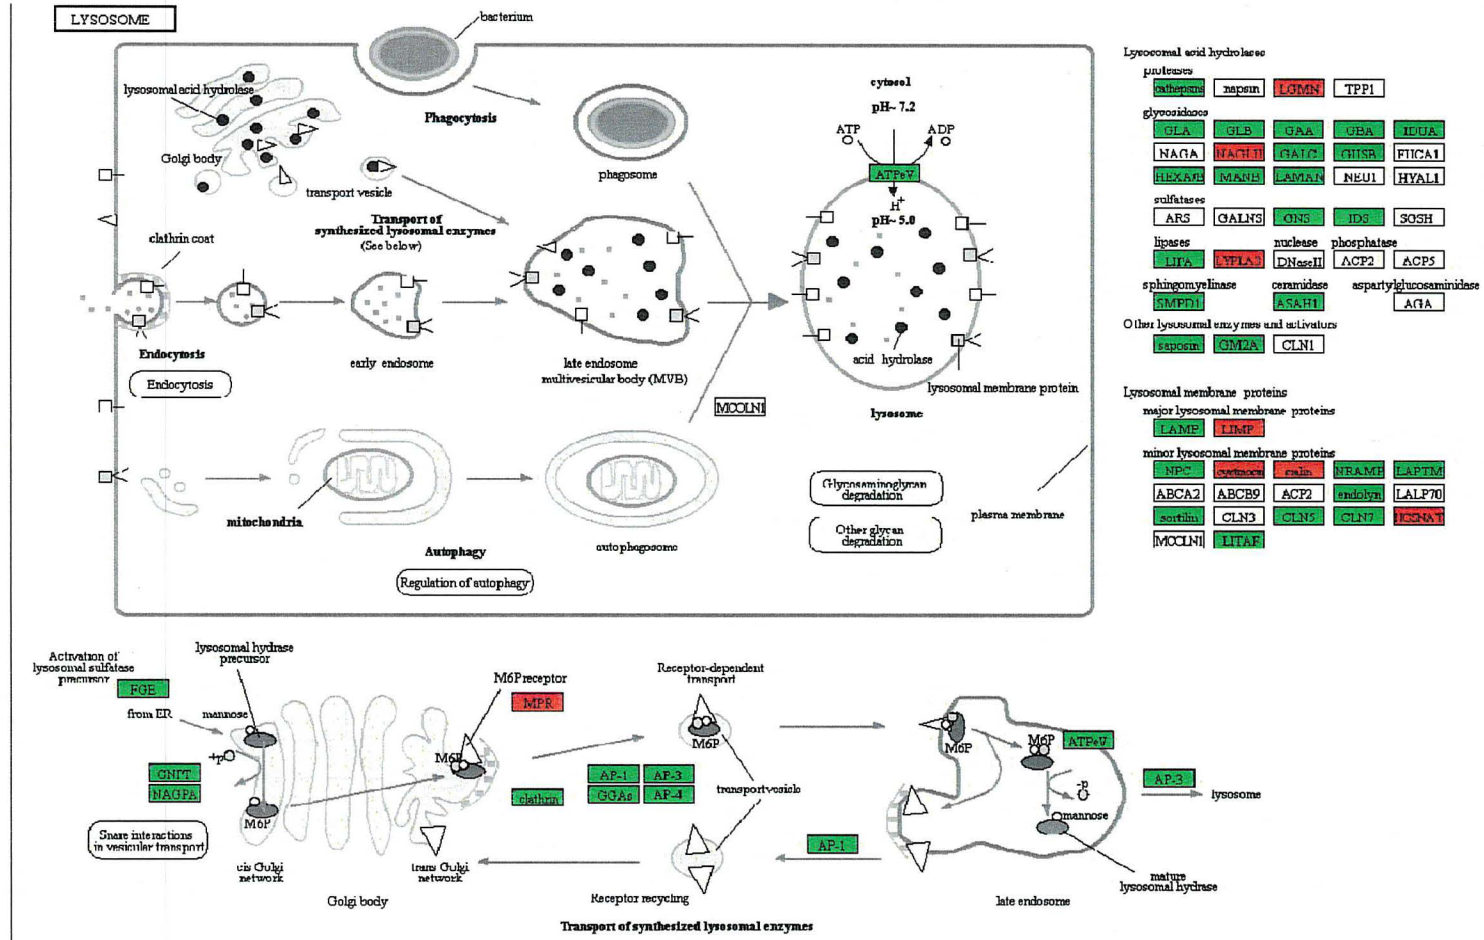 LYSOSOME
bacterium
lysosomal acid hydrolase
Golgi body
Phagocytosis
phagosome
transport vesicle
Transport of
synthesized lysosomal enzymes
(See below)
clathrin coat
cytosol
pH~ 7.2
ATP
ADP
ATPeV
H+
pH~ 5.0
Endocytosis
Endocytosis
early endosome
late endosome
multivesicular body (MVB)
acid hydrolase
lysosomal membrane protein
lysosome
MCOLN1
mitochondria
Autophagy
Regulation of autophagy
autophagosome
Glycosaminoglycan
degradation
Other glycan
degradation
plasma membrane
Lysosomal acid hydrolases
proteases
cathepsins napsin LGMN TPP1
glycosidases
GLA GLB GAA GBA IDUA
NAGA NAGLU GALC GUSB FUCA1
HEXA/B MANB LAMAN NEU1 HYAL1
sulfatases
ARS GALNS GNS IDS SGSH
lipases nuclease phosphatase
LIPA LYPLA3 DNaseII ACP2 ACP5
sphingomyelinase ceramidase aspartylglucosaminidase
SMPD1 ASAH1 AGA
Other lysosomal enzymes and activators
saposin GM2A CLN1
Lysosomal membrane proteins
major lysosomal membrane proteins
LAMP LIMP
minor lysosomal membrane proteins
NPC cystinosin sialin NRAMP LAPTM
ABCA2 ABCB9 ACP2 endolyn LALP70
sortilin CLN3 CLN5 CLN7 HGSNAT
MCOLN1 LITAF
Activation of
lysosomal sulfatase
precursor
FGE
lysosomal hydrase
precursor
from ER
mannose
+p
GNPT
NAGPA
M6P
Snare interactions
in vesicular transport
cis Golgi
network
Golgi body
trans Golgi
network
M6P receptor
MPR
M6P
clathrin
AP-1 AP-3
GGAs AP-4
Receptor-dependent
transport
M6P
transport vesicle
Receptor recycling
AP-1
M6P
M6P
ATPeV
-p
mannose
AP-3
lysosome
mature
lysosomal hydrase
late endosome
Transport of synthesized lysosomal enzymes